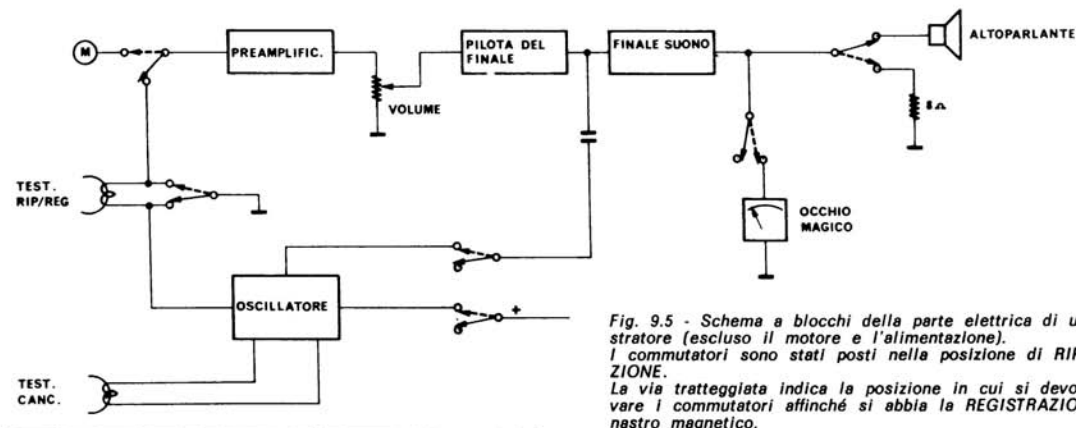 M
PREAMPLIFIC.
VOLUME
PILOTA DEL
FINALE
FINALE SUONO
ALTOPARLANTE
8Ω
TEST.
RIP/REG
OCCHIO
MAGICO
OSCILLATORE
+
TEST.
CANC.
Fig. 9.5 - Schema a blocchi della parte elettrica di u
stratore (escluso il motore e l'alimentazione).
I commutatori sono stati posti nella posizione di RIP
ZIONE.
La via tratteggiata indica la posizione in cui si devo
vare i commutatori affinché si abbia la REGISTRAZIO
nastro magnetico.